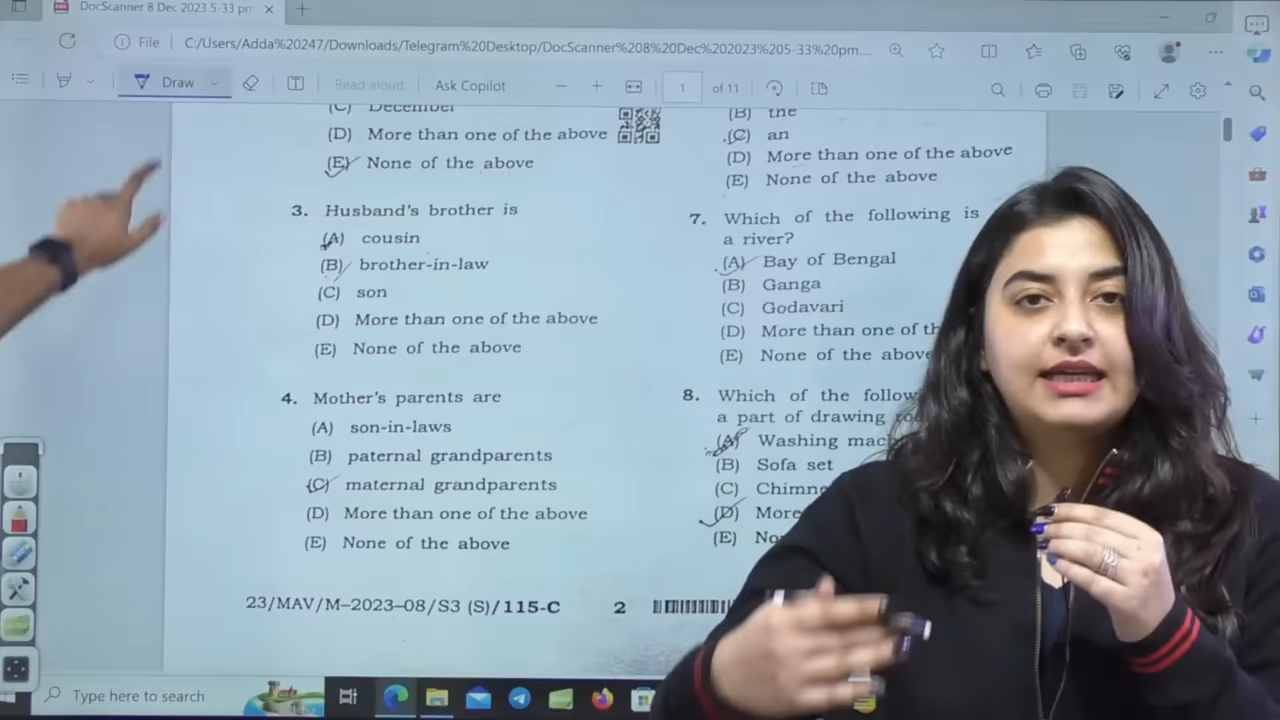 DocScanner 8 Dec 2023 5-33 pm
File
C:/Users/Adda%20247/Downloads/Telegram%20Desktop/DocScanner%208%20Dec%202023%205-33%20pm...
Draw
Read aloud
Ask Copilot
1 of 11
(C) December
(D) More than one of the above
(E) None of the above
3. Husband's brother is
(A) cousin
(B) brother-in-law
(C) son
(D) More than one of the above
(E) None of the above
4. Mother's parents are
(A) son-in-laws
(B) paternal grandparents
(C) maternal grandparents
(D) More than one of the above
(E) None of the above
(B) the
(C) an
(D) More than one of the above
(E) None of the above
7. Which of the following is
a river?
(A) Bay of Bengal
(B) Ganga
(C) Godavari
(D) More than one of th
(E) None of the above
8. Which of the follow
a part of drawing
(A) Washing mac
(B) Sofa set
(C) Chimne
(D) More
(E) No
23/MAV/M–2023–08/S3 (S)/115-C
2
Type here to search